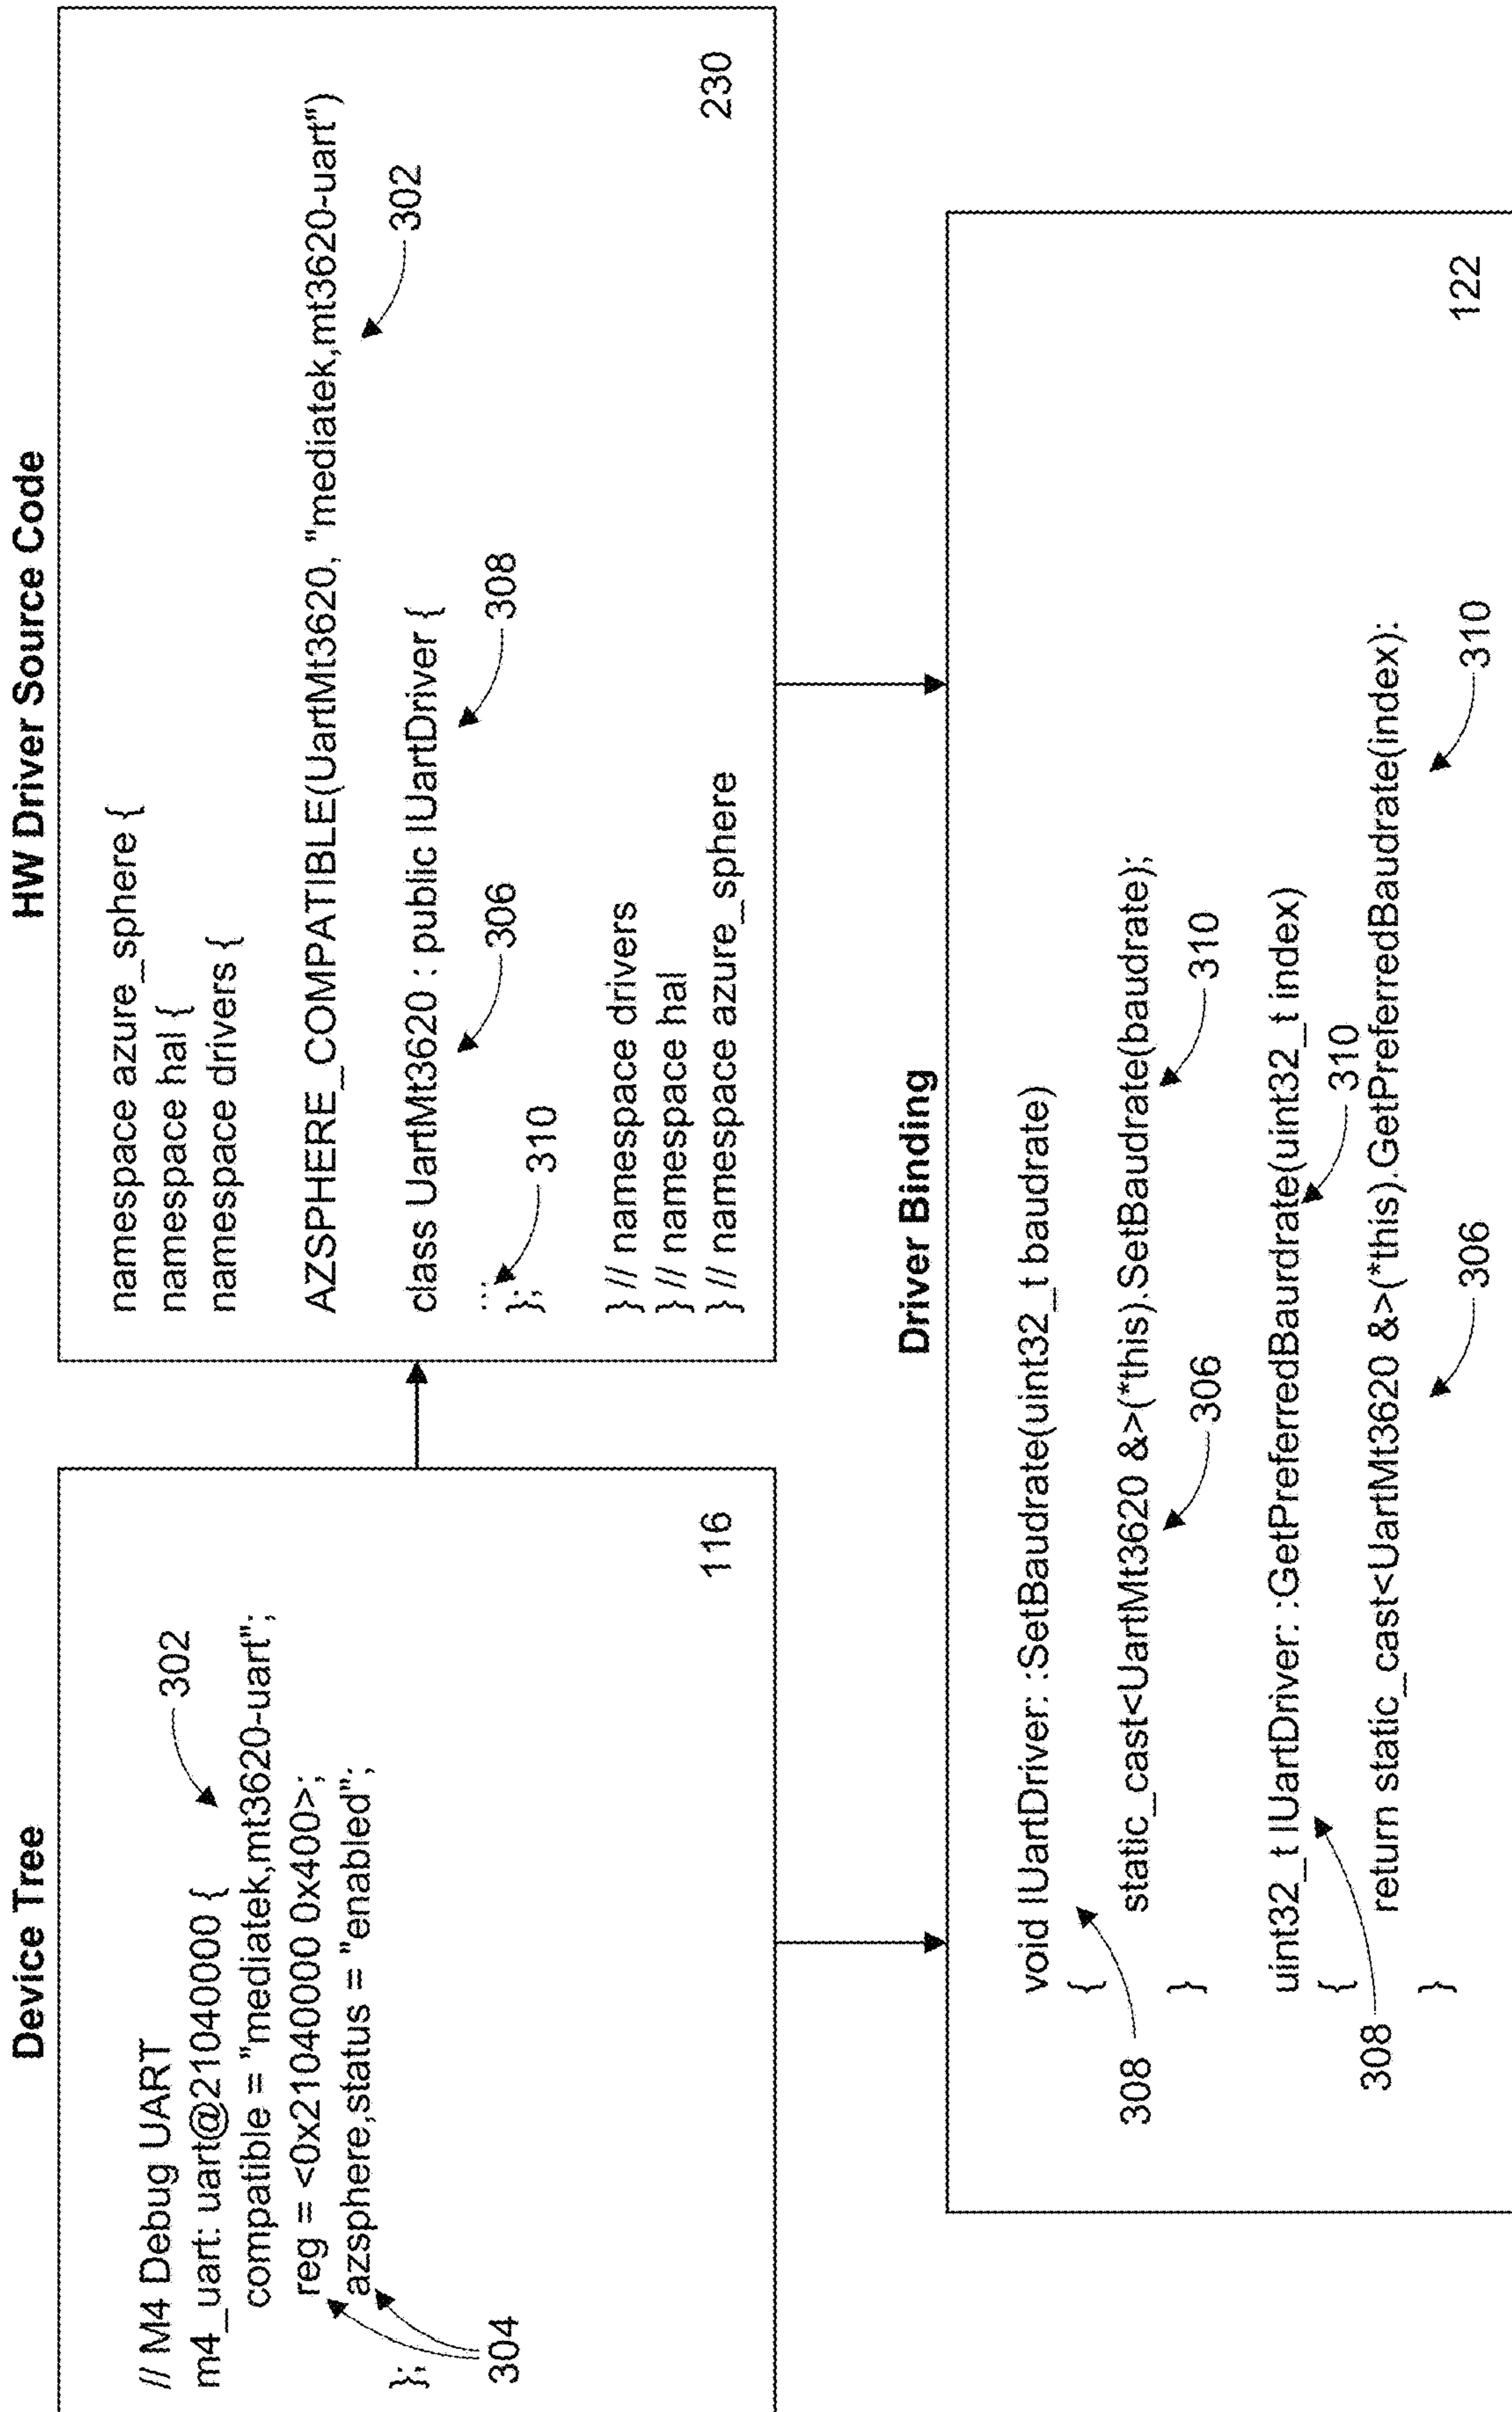 Device Tree
// M4 Debug UART
m4_uart: uart@21040000 {
compatible = "mediatek,mt3620-uart";
reg = <0x21040000 0x400>;
azsphere,status = "enabled";
};
302
304
116
HW Driver Source Code
namespace azure_sphere {
namespace hal {
namespace drivers {
AZSPHERE_COMPATIBLE(UartMt3620, "mediatek,mt3620-uart")
302
class UartMt3620 : public IUartDriver {
306
308
...
};
310
} // namespace drivers
} // namespace hal
} // namespace azure_sphere
230
Driver Binding
void IUartDriver: :SetBaudrate(uint32_t baudrate)
{
308
static_cast<UartMt3620 &>(*this).SetBaudrate(baudrate);
}
306
310
uint32_t IUartDriver: :GetPreferredBaurdrate(uint32_t index)
{
308
310
return static_cast<UartMt3620 &>(*this).GetPreferredBaudrate(index):
}
306
310
122